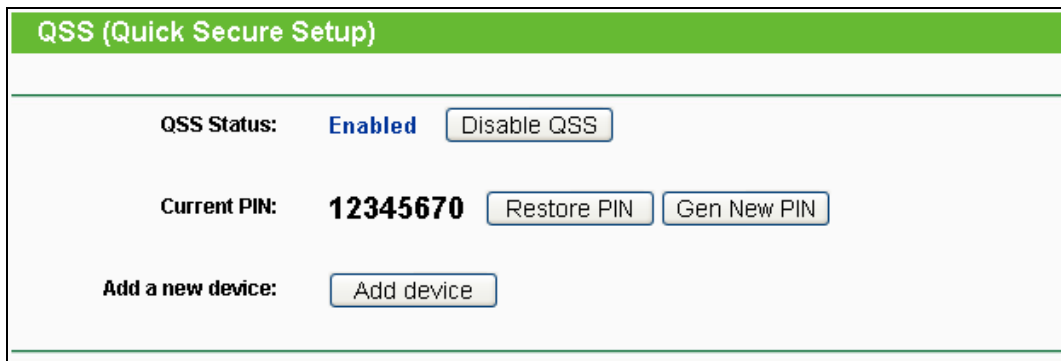 QSS (Quick Secure Setup)
QSS Status: Enabled Disable QSS
Current PIN: 12345670 Restore PIN Gen New PIN
Add a new device: Add device